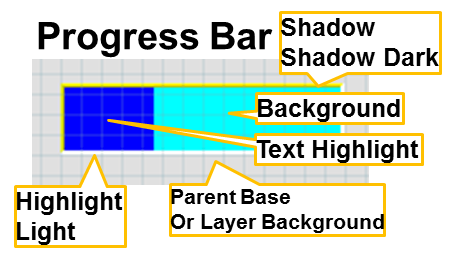 Progress Bar
Shadow
Shadow Dark
Background
Text Highlight
Highlight
Light
Parent Base
Or Layer Background